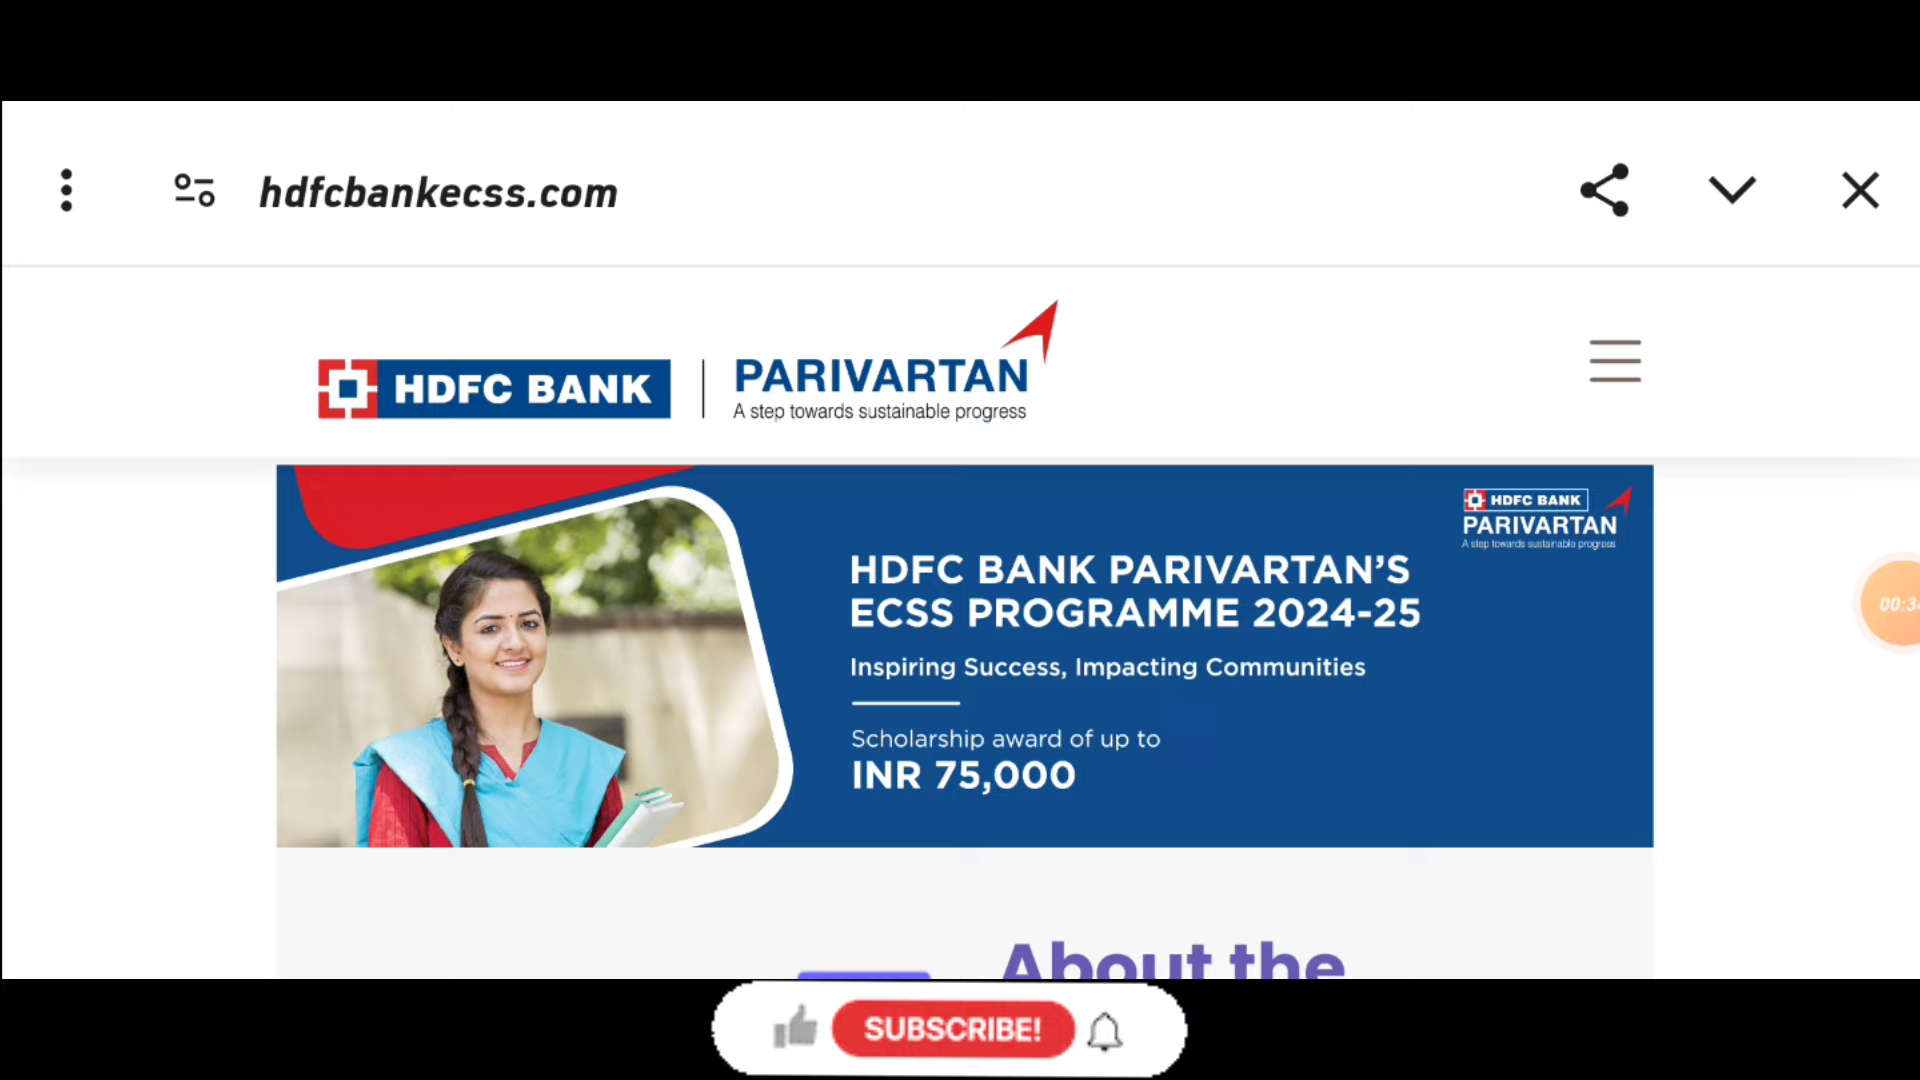 hdfcbankecss.com
HDFC BANK
PARIVARTAN
A step towards sustainable progress
HDFC BANK
PARIVARTAN
A step towards sustainable progress
HDFC BANK PARIVARTAN'S
ECSS PROGRAMME 2024-25
Inspiring Success, Impacting Communities
Scholarship award of up to
INR 75,000
About the
SUBSCRIBE!